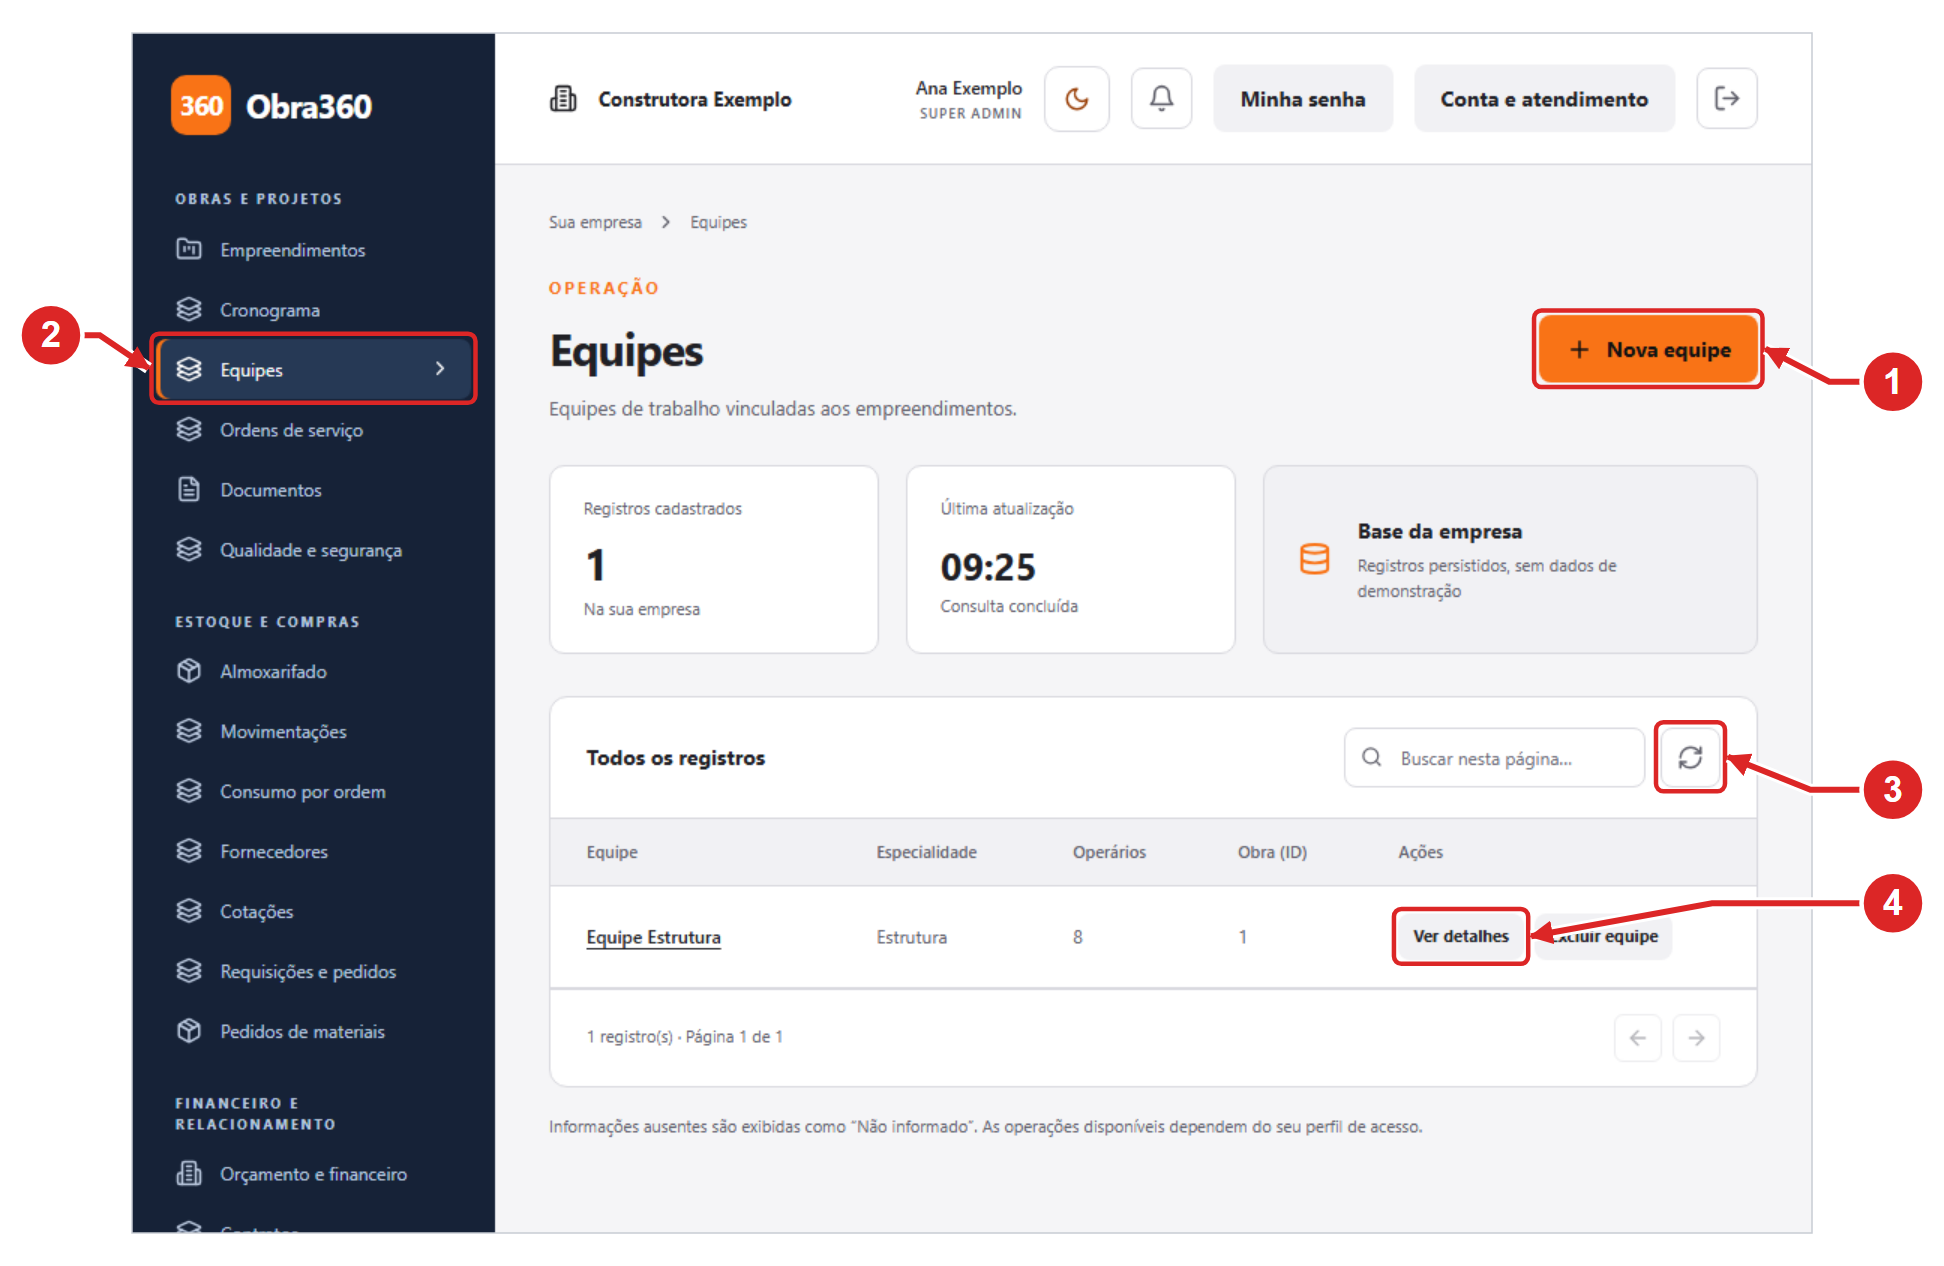 360 Obra360
Construtora Exemplo
Ana Exemplo
SUPER ADMIN
Minha senha
Conta e atendimento
OBRAS E PROJETOS
Empreendimentos
Cronograma
Equipes
Ordens de serviço
Documentos
Qualidade e segurança
ESTOQUE E COMPRAS
Almoxarifado
Movimentações
Consumo por ordem
Fornecedores
Cotações
Requisições e pedidos
Pedidos de materiais
FINANCEIRO E
RELACIONAMENTO
Orçamento e financeiro
Sua empresa > Equipes
OPERAÇÃO
Equipes
Equipes de trabalho vinculadas aos empreendimentos.
+ Nova equipe
Registros cadastrados
1
Na sua empresa
Última atualização
09:25
Consulta concluída
Base da empresa
Registros persistidos, sem dados de
demonstração
Todos os registros
Buscar nesta página...
Equipe Especialidade Operários Obra (ID) Ações
Equipe Estrutura Estrutura 8 1 Ver detalhes equipe
1 registro(s) · Página 1 de 1
Informações ausentes são exibidas como “Não informado”. As operações disponíveis dependem do seu perfil de acesso.
1
2
3
4